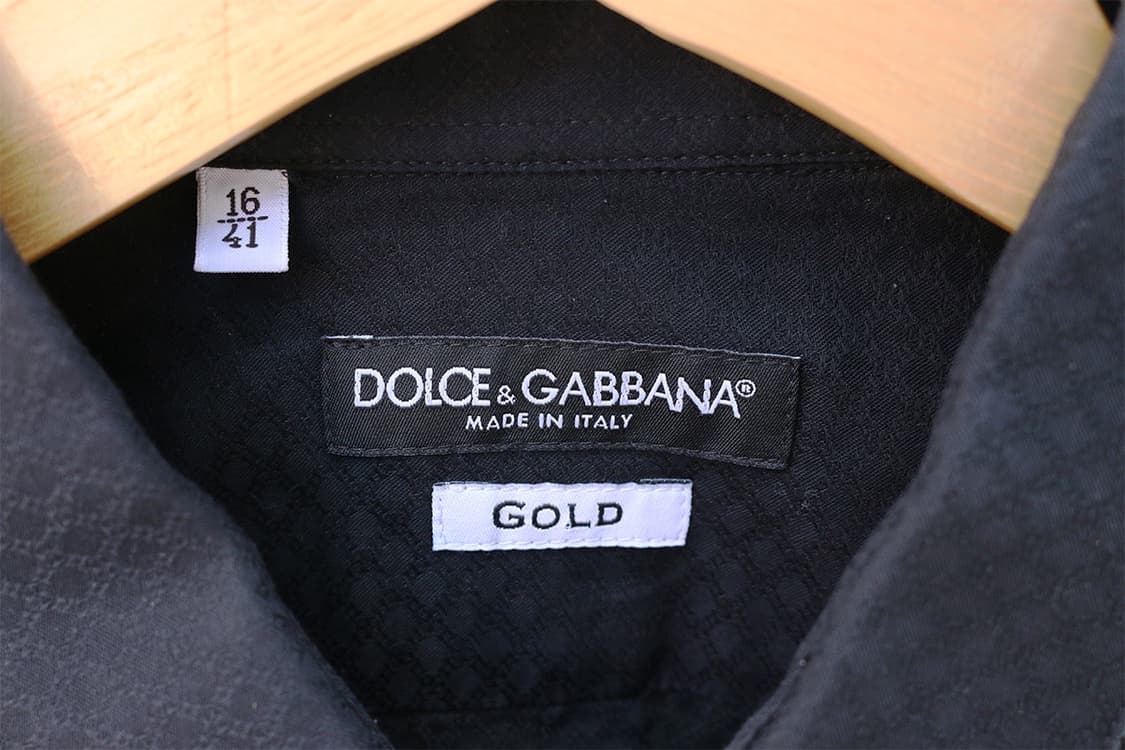 16
41
DOLCE & GABBANA®
MADE IN ITALY
GOLD